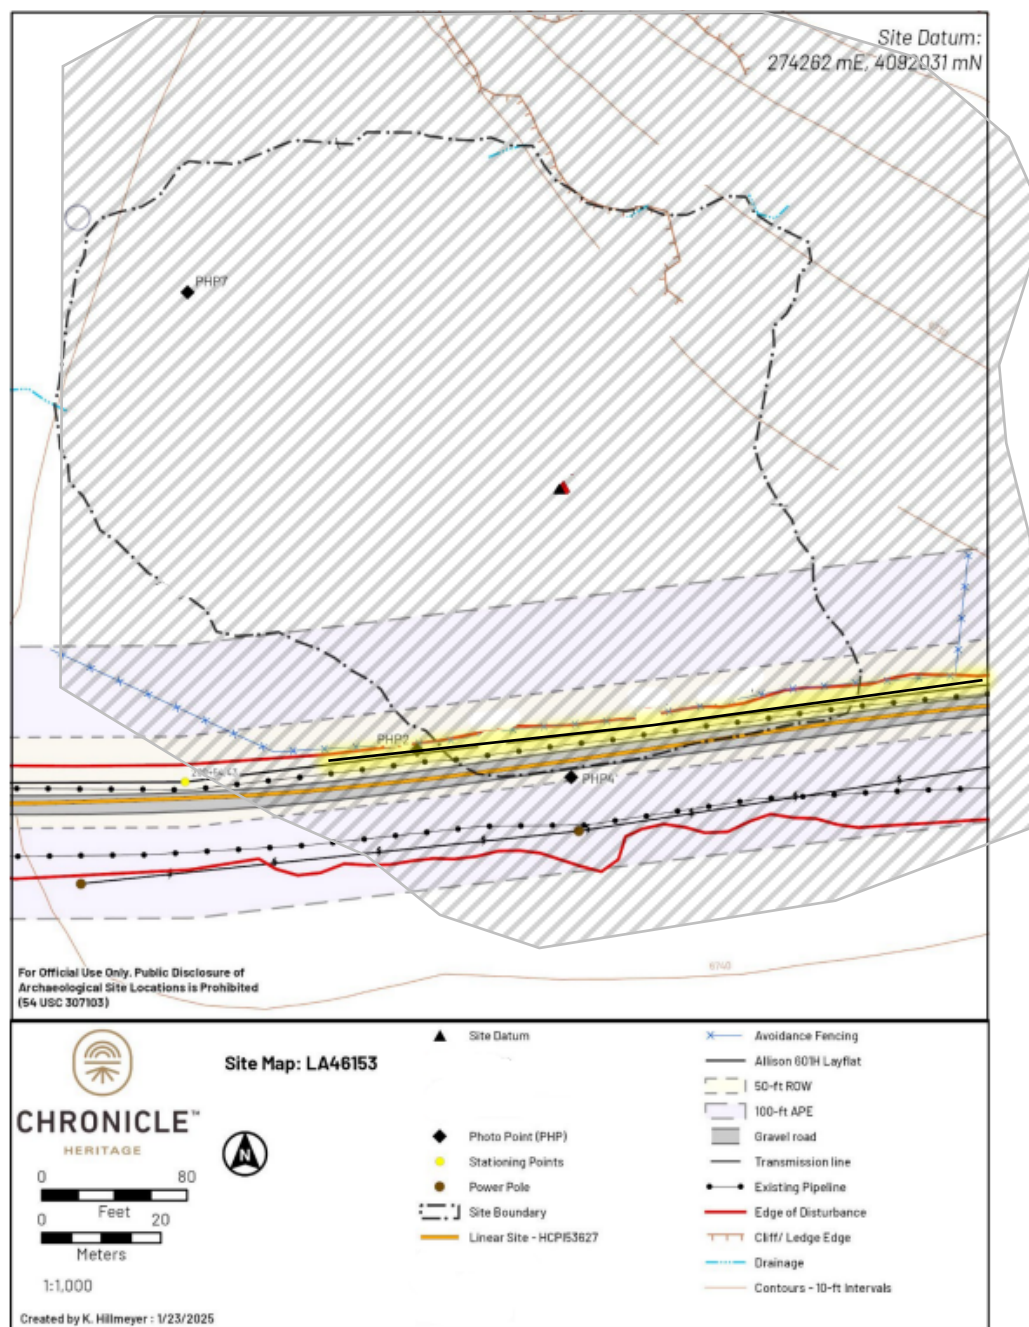 Site Datum:
274262 mE, 4092031 mN
PHP7
PHP2
PHP4
6740
For Official Use Only. Public Disclosure of
Archaeological Site Locations is Prohibited
(54 USC 307103)
CHRONICLE™
HERITAGE
Site Map: LA46153
N
0 80
Feet
0 20
Meters
1:1,000
Created by K. Hillmeyer : 1/23/2025
Site Datum
Photo Point (PHP)
Stationing Points
Power Pole
Site Boundary
Linear Site - HCPI53627
Avoidance Fencing
Allison 601H Layflat
50-ft ROW
100-ft APE
Gravel road
Transmission line
Existing Pipeline
Edge of Disturbance
Cliff/ Ledge Edge
Drainage
Contours - 10-ft Intervals